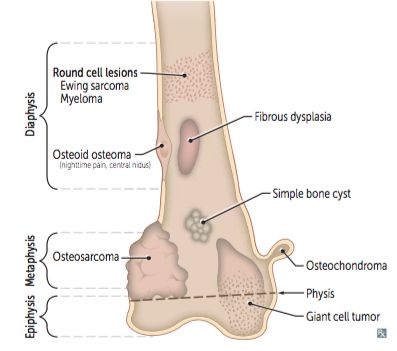 Diaphysis
Round cell lesions
Ewing sarcoma
Myeloma
Fibrous dysplasia
Osteoid osteoma
(nighttime pain, central nidus)
Simple bone cyst
Metaphysis
Osteosarcoma
Osteochondroma
Physis
Epiphysis
Giant cell tumor
Rx